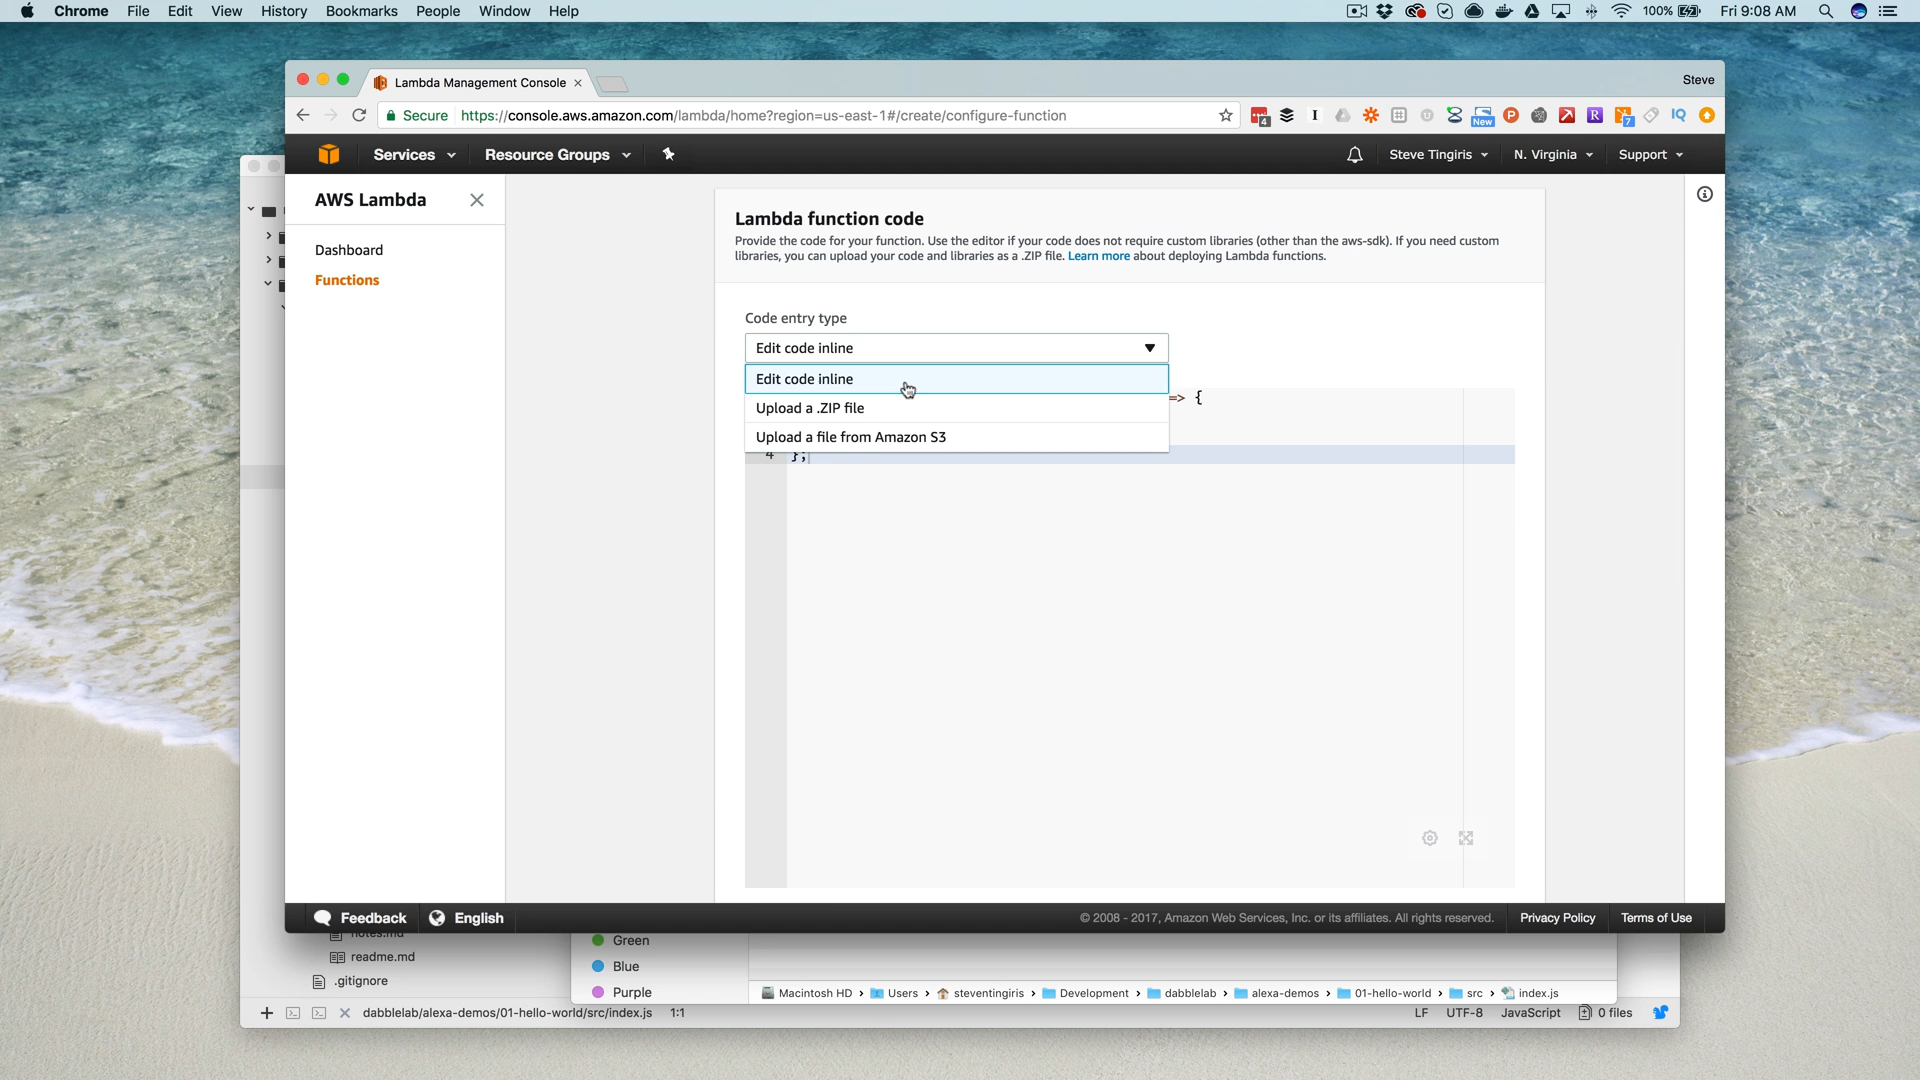 Chrome File Edit View History Bookmarks People Window Help 100% Fri 9:08 AM
Lambda Management Console Steve
Secure https://console.aws.amazon.com/lambda/home?region=us-east-1#/create/configure-function 4 New 7 IQ
Services Resource Groups Steve Tingiris N. Virginia Support
AWS Lambda
Dashboard
Functions
Lambda function code
Provide the code for your function. Use the editor if your code does not require custom libraries (other than the aws-sdk). If you need custom
libraries, you can upload your code and libraries as a .ZIP file. Learn more about deploying Lambda functions.
Code entry type
Edit code inline
Edit code inline
=> {
Upload a .ZIP file
Upload a file from Amazon S3
4 };
Feedback English © 2008 - 2017, Amazon Web Services, Inc. or its affiliates. All rights reserved. Privacy Policy Terms of Use
notes.md
Green
readme.md
Blue
.gitignore
Purple
Macintosh HD › Users › steventingiris › Development › dabblelab › alexa-demos › 01-hello-world › src › index.js
dabblelab/alexa-demos/01-hello-world/src/index.js 1:1 LF UTF-8 JavaScript 0 files